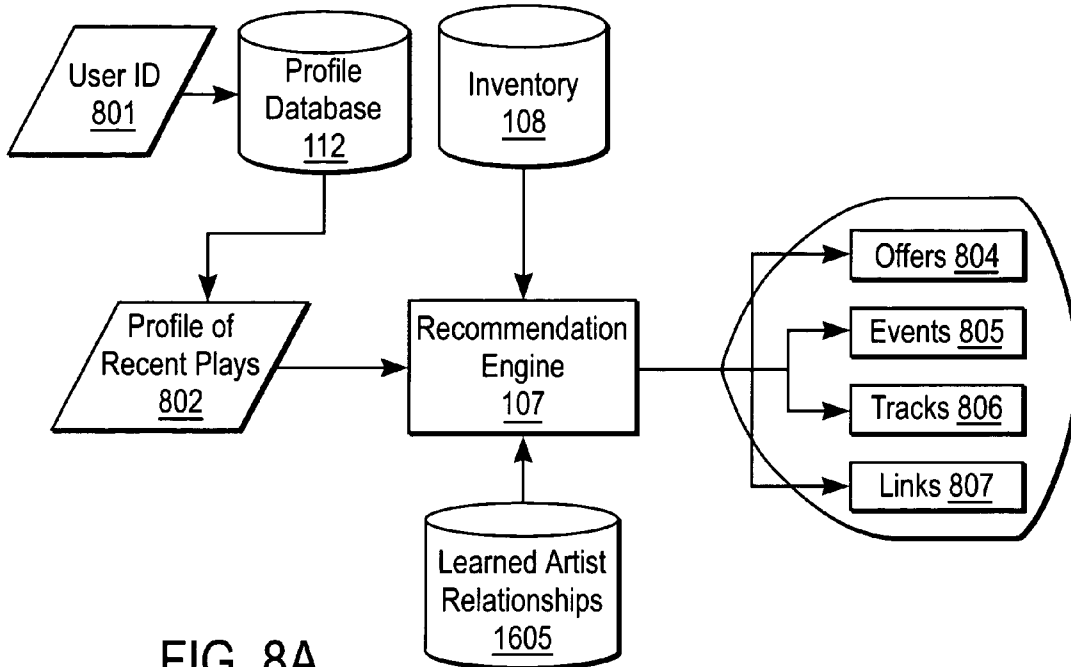 User ID
801
Profile
Database
112
Inventory
108
Profile of
Recent Plays
802
Recommendation
Engine
107
Offers 804
Events 805
Tracks 806
Links 807
Learned Artist
Relationships
1605
FIG. 8A